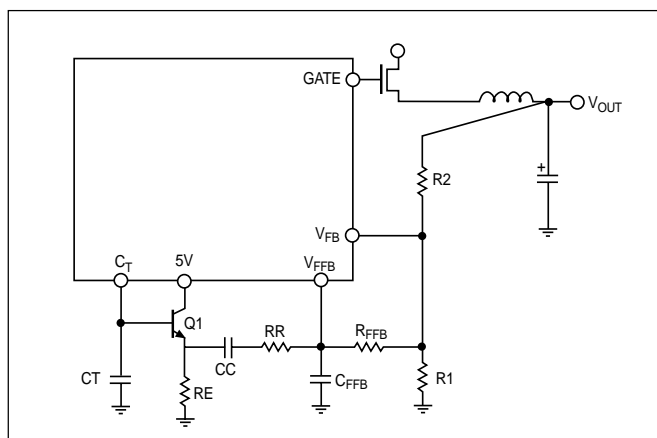 GATE
V_OUT
R2
+
V_FB
C_T
5V
V_FFB
Q1
RR
R_FFB
CC
CT
RE
C_FFB
R1